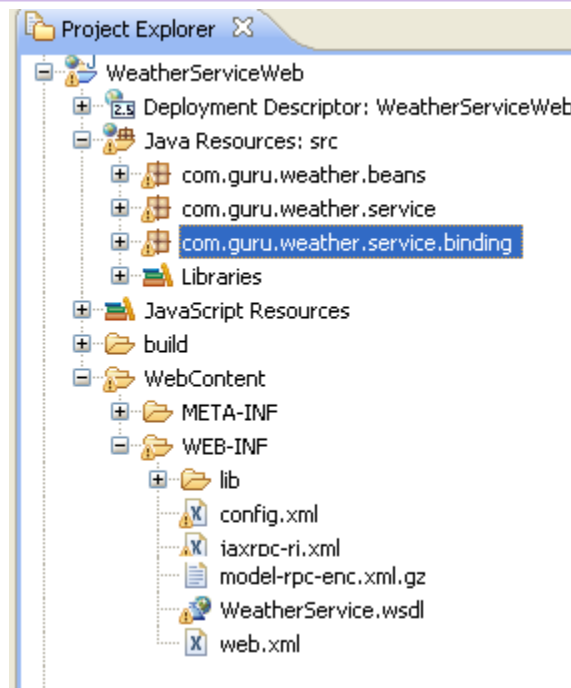 Project Explorer
WeatherServiceWeb
2.5 Deployment Descriptor: WeatherServiceWeb
Java Resources: src
com.guru.weather.beans
com.guru.weather.service
com.guru.weather.service.binding
Libraries
JavaScript Resources
build
WebContent
META-INF
WEB-INF
lib
X config.xml
X jaxrpc-ri.xml
model-rpc-enc.xml.gz
WeatherService.wsdl
X web.xml